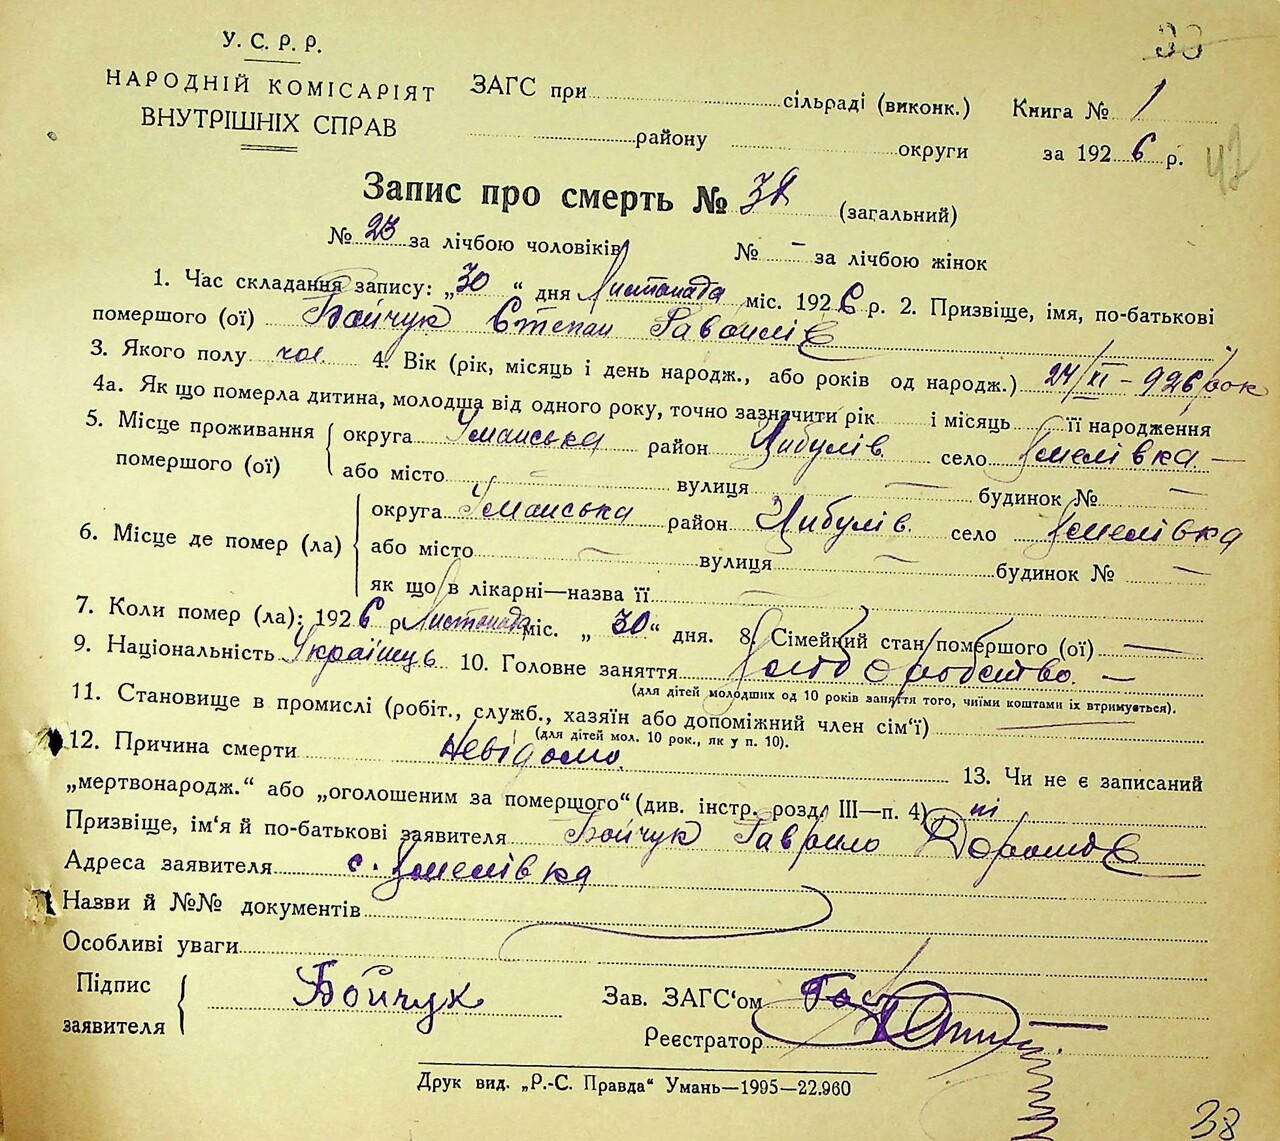 У. С. Р. Р.
НАРОДНІЙ КОМІСАРІЯТ
ВНУТРІШНІХ СПРАВ
ЗАГС при сільраді (виконк.) Книга № 1
району округи за 1926 р.
42
Запис про смерть № 38 (загальний)
№ 23 за лічбою чоловіків № – за лічбою жінок
1. Час складання запису: „30“ дня Листопада міс. 1926 р. 2. Призвіще, імя, по-батькові
помершого (ої) Бойчук Степан Гаврилів
3. Якого полу чол. 4. Вік (рік, місяць і день народж., або років од народж.) 24/XI – 926 рок
4а. Як що померла дитина, молодша від одного року, точно зазначити рік і місяць її народження
5. Місце проживання помершого (ої) { округа Уманська район Цибулів село Змелівка –
або місто – вулиця – будинок № –
6. Місце де помер (ла) { округа Уманська район Цибулів село Змелівка
або місто – вулиця – будинок № –
як що в лікарні—назва її –
7. Коли помер (ла): 1926 р Листопада міс. „30“ дня. 8. Сімейний стан помершого (ої) –
9. Національність Українець 10. Головне заняття Хліборобство. –
(для дітей молодших од 10 років заняття того, чиїми коштами їх втримується).
11. Становище в промислі (робіт., служб., хазяїн або допоміжний член сім‘ї) –
(для дітей мол. 10 рок., як у п. 10).
12. Причина смерти Невідомо. 13. Чи не є записаний
„мертвонародж.“ або „оголошеним за помершого“ (див. інстр. розд. III—п. 4) ні
Призвіще, ім‘я й по-батькові заявителя Бойчук Гаврило Дорошів
Адреса заявителя с. Змелівка
Назви й №№ документів
Особливі уваги
Підпис заявителя { Бойчук Зав. ЗАГС‘ом
Реєстратор
Друк вид. „Р.-С. Правда“ Умань—1995—22.960
38